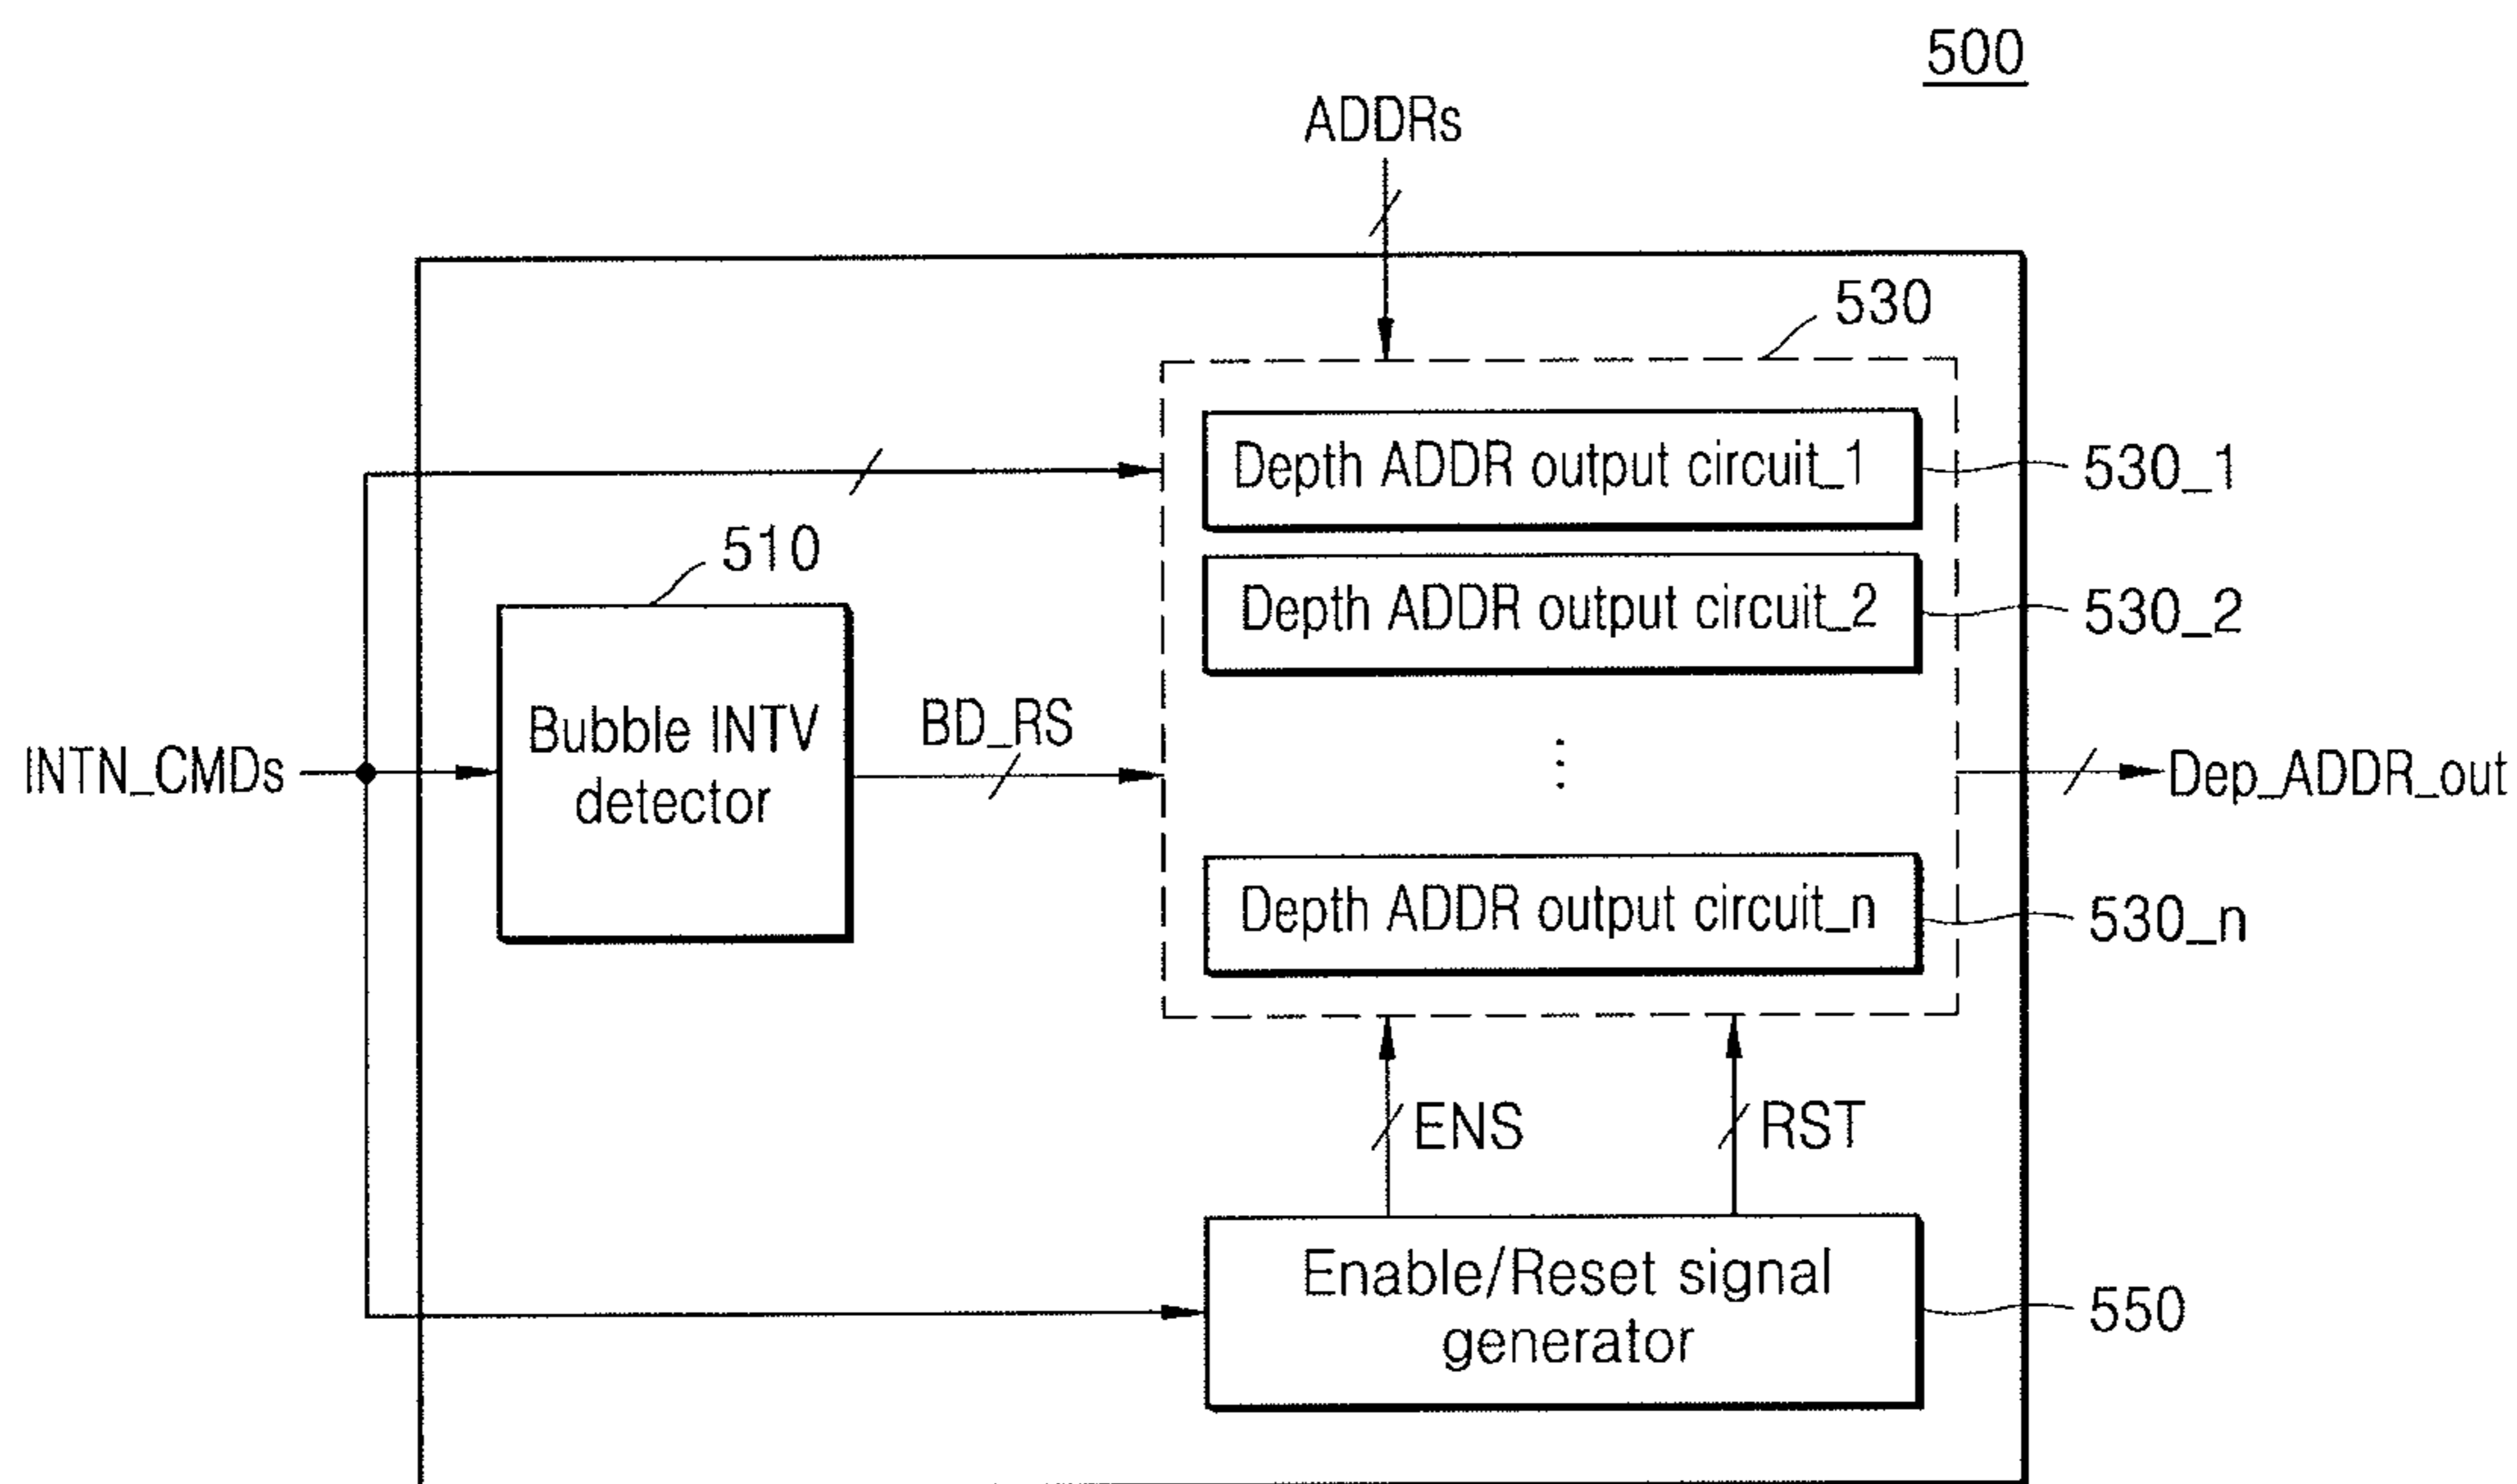 500
ADDRs
530
Depth ADDR output circuit_1
530_1
510
Depth ADDR output circuit_2
530_2
Bubble INTV
detector
BD_RS
INTN_CMDs
Dep_ADDR_out
Depth ADDR output circuit_n
530_n
ENS
RST
Enable/Reset signal
generator
550